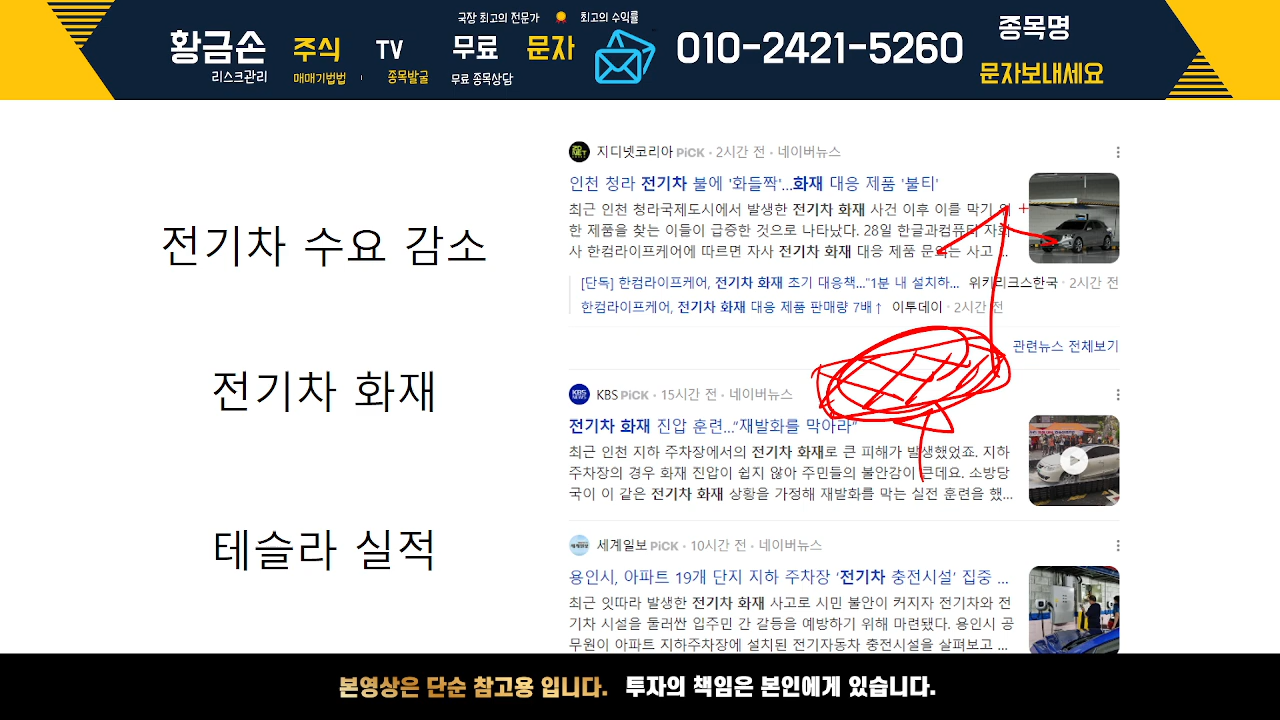 국장 최고의 전문가 최고의 수익률
황금손 주식 TV 무료 문자 010-2421-5260 종목명
리스크관리 매매기법법 종목발굴 무료 종목상담 문자보내세요
전기차 수요 감소
전기차 화재
테슬라 실적
지디넷코리아 PiCK · 2시간 전 · 네이버뉴스
인천 청라 전기차 불에 '화들짝'...화재 대응 제품 '불티'
최근 인천 청라국제도시에서 발생한 전기차 화재 사건 이후 이를 막기 위
한 제품을 찾는 이들이 급증한 것으로 나타났다. 28일 한글과컴퓨터 자회
사 한컴라이프케어에 따르면 자사 전기차 화재 대응 제품 문의는 사고 ...
[단독] 한컴라이프케어, 전기차 화재 초기 대응책..."1분 내 설치하... 위키리크스한국 · 2시간 전
한컴라이프케어, 전기차 화재 대응 제품 판매량 7배↑ 이투데이 · 2시간 전
관련뉴스 전체보기
KBS PiCK · 15시간 전 · 네이버뉴스
전기차 화재 진압 훈련..."재발화를 막아라"
최근 인천 지하 주차장에서의 전기차 화재로 큰 피해가 발생했었죠. 지하
주차장의 경우 화재 진압이 쉽지 않아 주민들의 불안감이 큰데요. 소방당
국이 이 같은 전기차 화재 상황을 가정해 재발화를 막는 실전 훈련을 했...
세계일보 PiCK · 10시간 전 · 네이버뉴스
용인시, 아파트 19개 단지 지하 주차장 '전기차 충전시설' 집중 ...
최근 잇따라 발생한 전기차 화재 사고로 시민 불안이 커지자 전기차와 전
기차 시설을 둘러싼 입주민 간 갈등을 예방하기 위해 마련됐다. 용인시 공
무원이 아파트 지하주차장에 설치된 전기자동차 충전시설을 살펴보고 ...
본영상은 단순 참고용 입니다. 투자의 책임은 본인에게 있습니다.